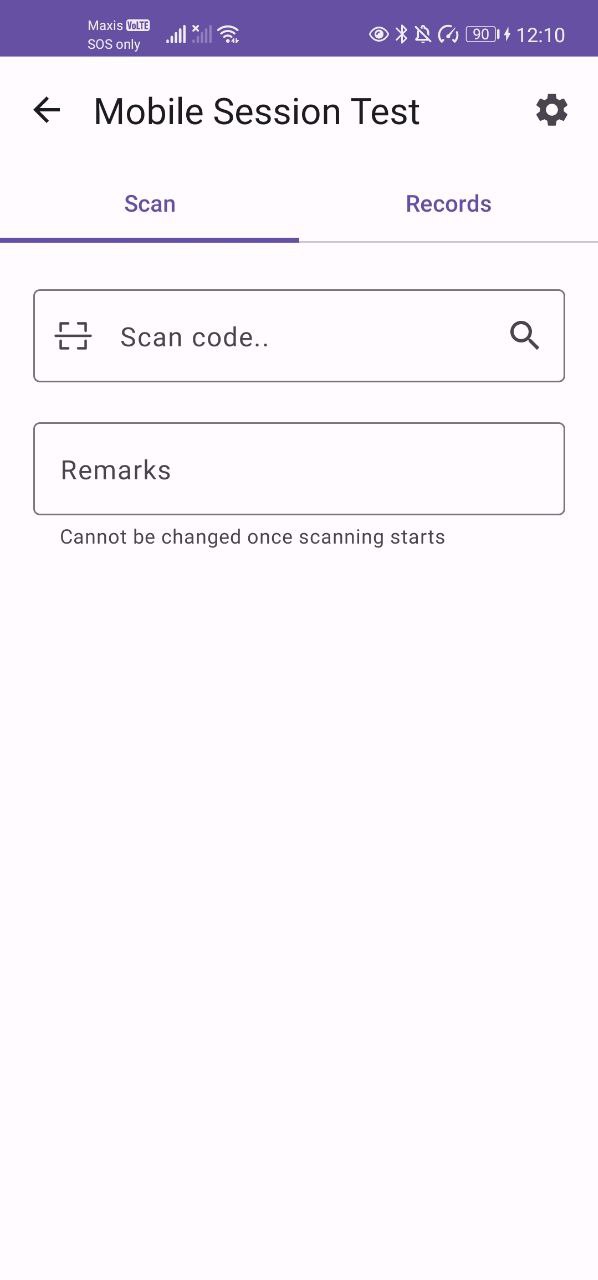 Maxis VoLTE
SOS only
90 12:10
Mobile Session Test
Scan Records
Scan code..
Remarks
Cannot be changed once scanning starts